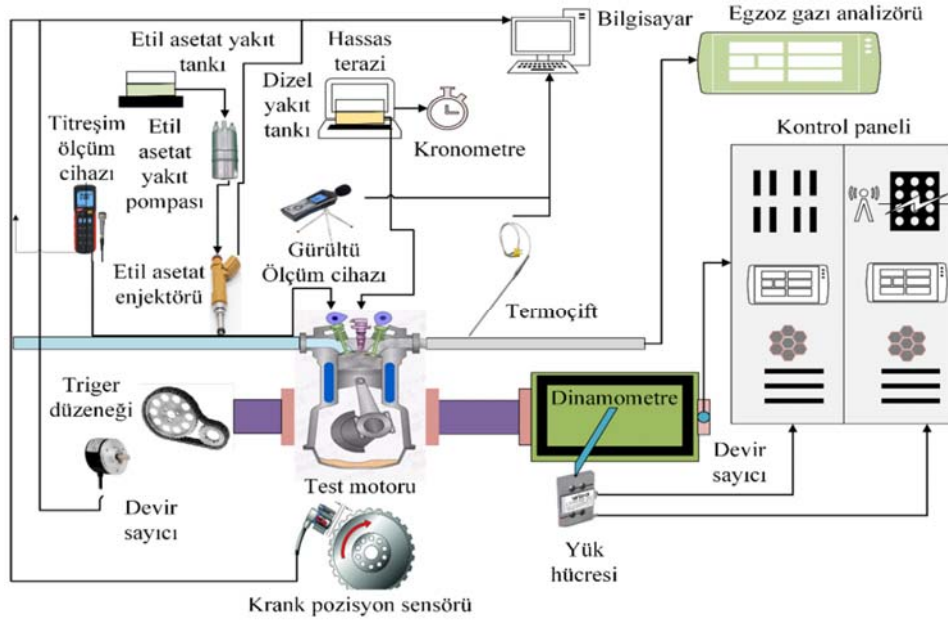 Etil asetat yakıt
tankı
Hassas
terazi
Dizel
yakıt
tankı
Bilgisayar
Egzoz gazı analizörü
Titreşim
ölçüm
cihazı
Etil
asetat
yakıt
pompası
Kronometre
Kontrol paneli
Gürültü
Ölçüm cihazı
Etil asetat
enjektörü
Termoçift
Triger
düzeneği
Dinamometre
Devir
sayıcı
Test motoru
Devir
sayıcı
Yük
hücresi
Krank pozisyon sensörü